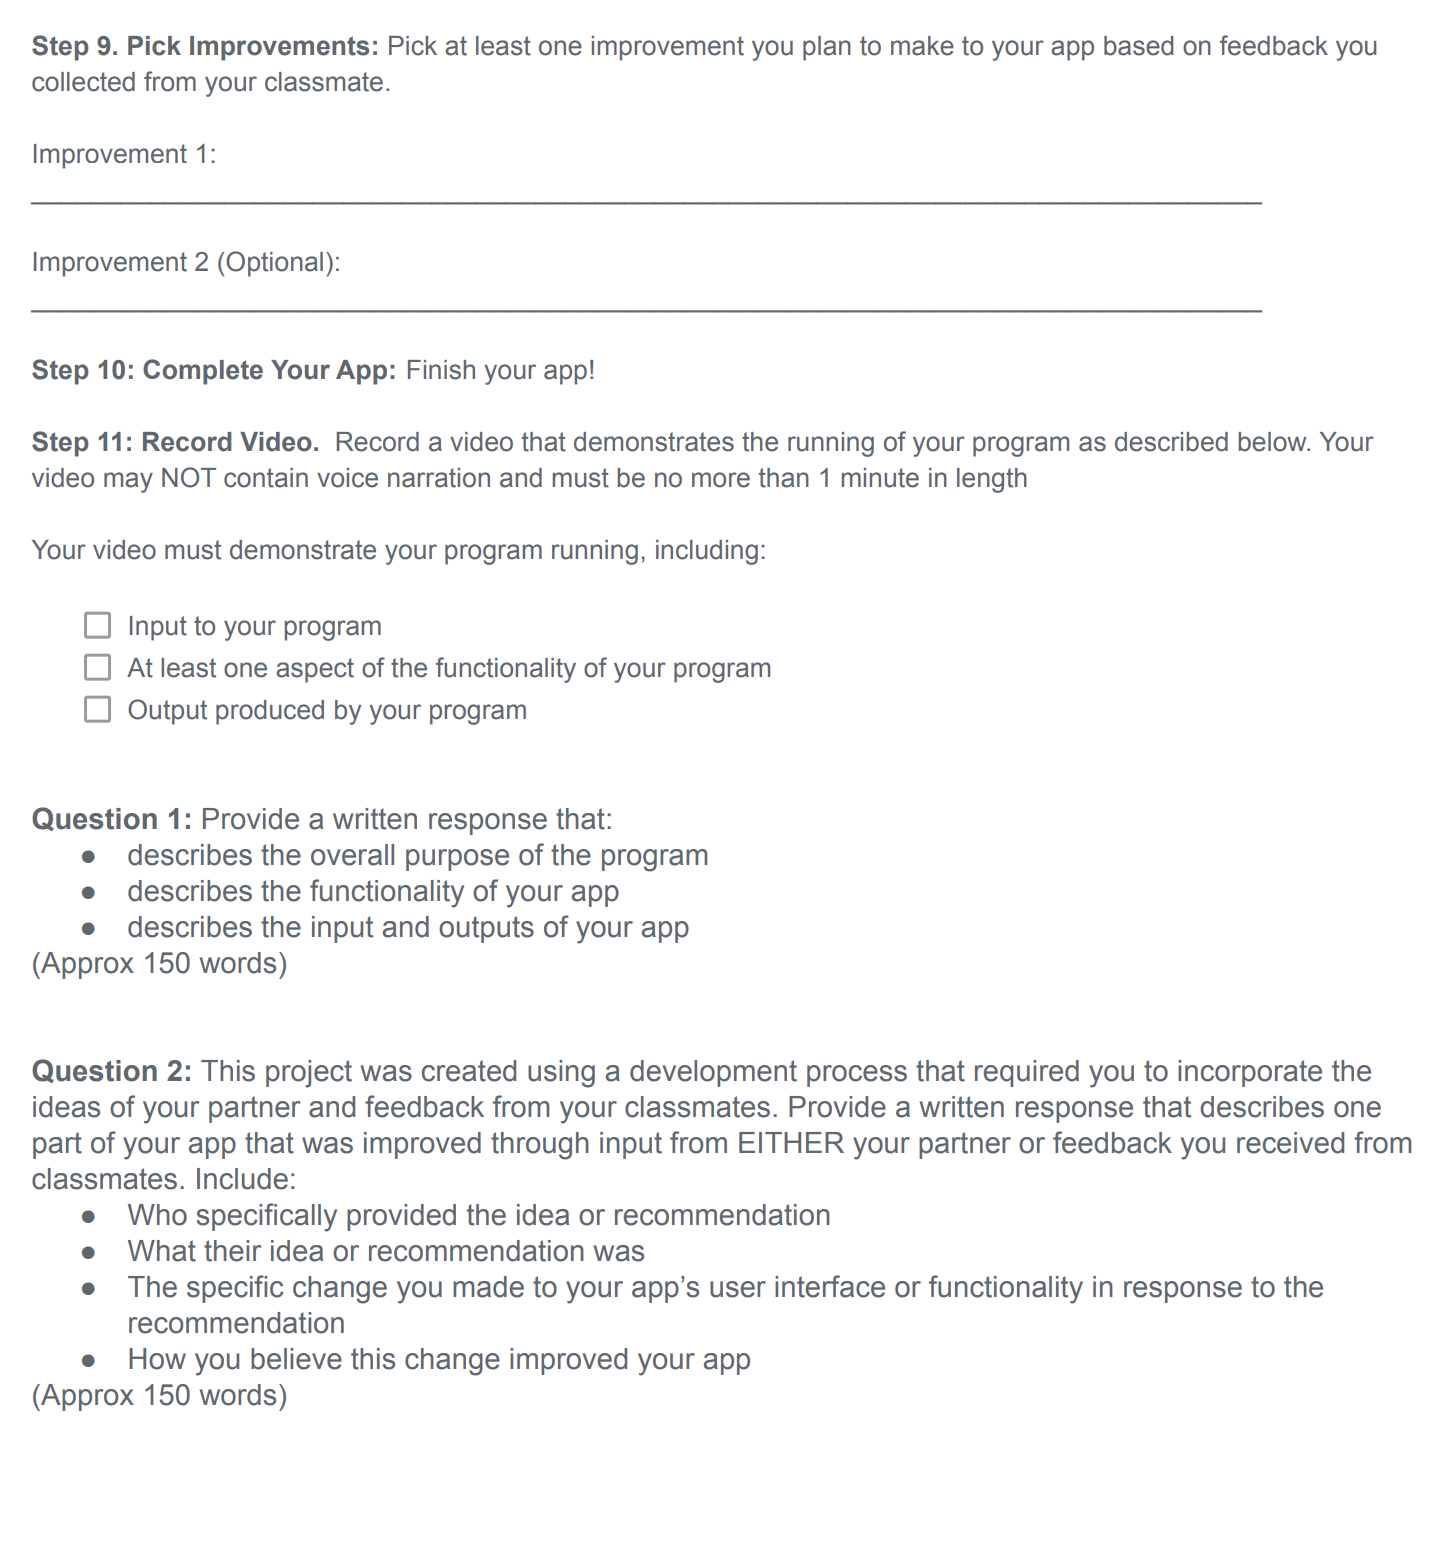 Step 9. Pick Improvements: Pick at least one improvement you plan to make to your app based on feedback you
collected from your classmate.
Improvement 1:
Improvement 2 (Optional):
Step 10: Complete Your App: Finish your app!
Step 11: Record Video.  Record a video that demonstrates the running of your program as described below. Your
video may NOT contain voice narration and must be no more than 1 minute in length
Your video must demonstrate your program running, including:
Input to your program
At least one aspect of the functionality of your program
Output produced by your program
Question 1: Provide a written response that:
● describes the overall purpose of the program
● describes the functionality of your app
● describes the input and outputs of your app
(Approx 150 words)
Question 2: This project was created using a development process that required you to incorporate the
ideas of your partner and feedback from your classmates. Provide a written response that describes one
part of your app that was improved through input from EITHER your partner or feedback you received from
classmates. Include:
● Who specifically provided the idea or recommendation
● What their idea or recommendation was
● The specific change you made to your app’s user interface or functionality in response to the
recommendation
● How you believe this change improved your app
(Approx 150 words)